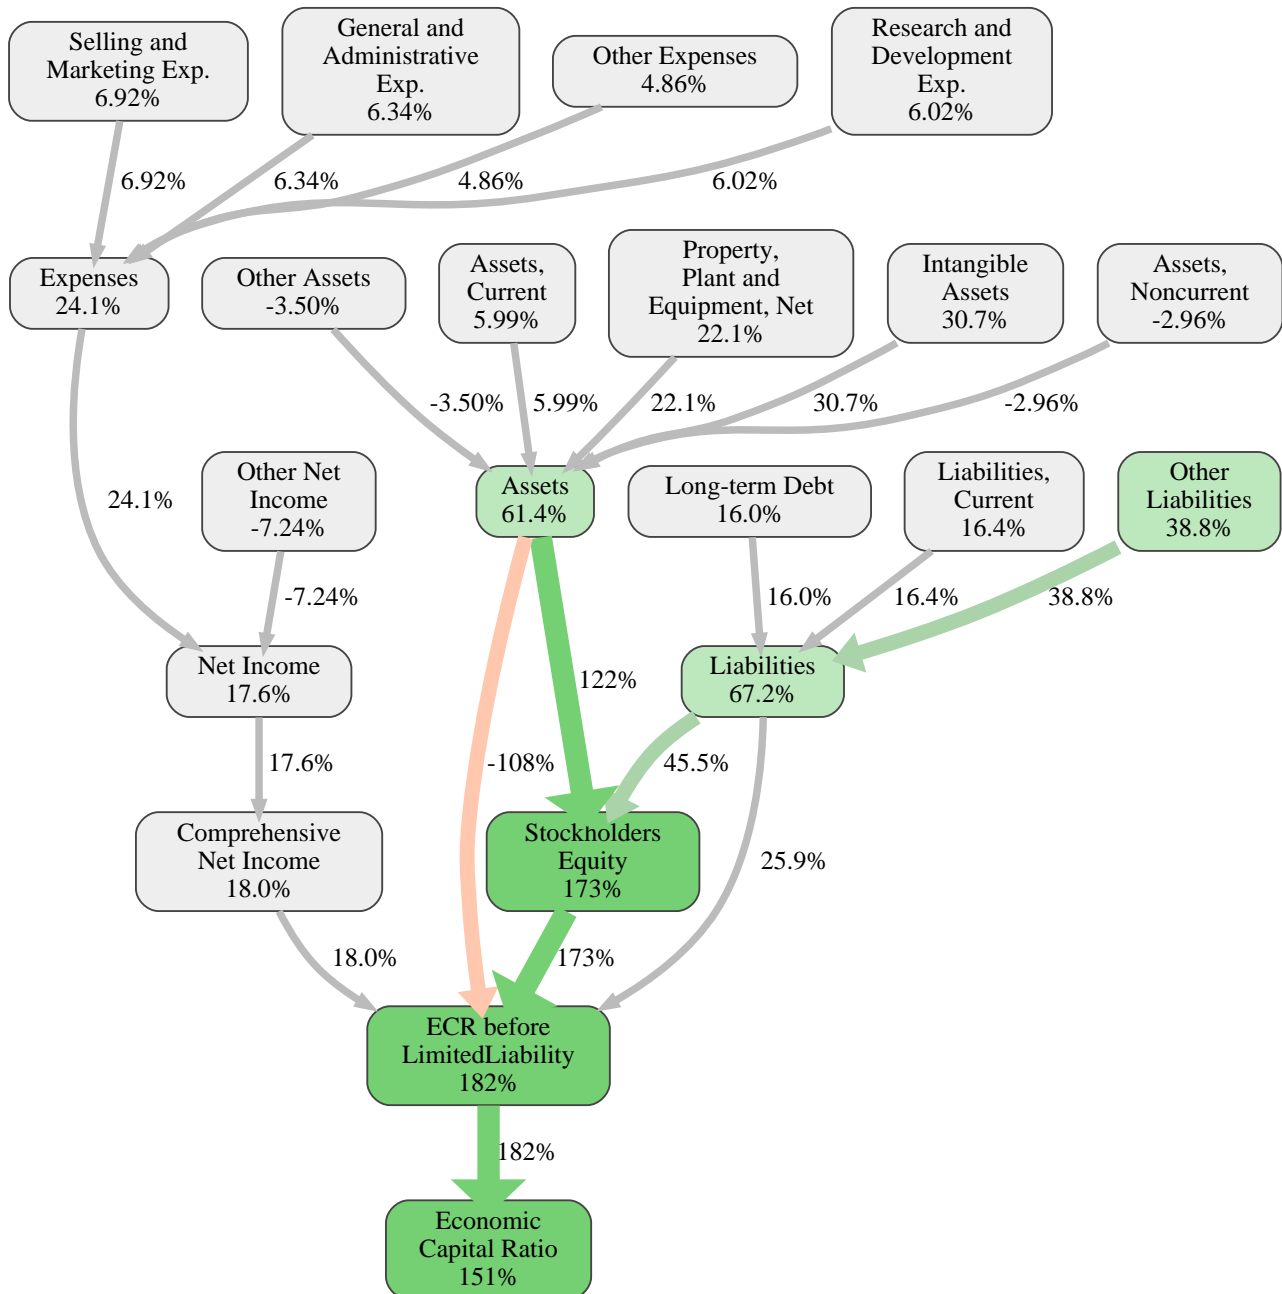 Selling and
Marketing Exp.
6.92%
General and
Administrative
Exp.
6.34%
Other Expenses
4.86%
Research and
Development
Exp.
6.02%
6.92%
6.34%
4.86%
6.02%
Expenses
24.1%
Other Assets
-3.50%
Assets,
Current
5.99%
Property,
Plant and
Equipment, Net
22.1%
Intangible
Assets
30.7%
Assets,
Noncurrent
-2.96%
-3.50%
5.99%
22.1%
30.7%
-2.96%
24.1%
Other Net
Income
-7.24%
Assets
61.4%
Long-term Debt
16.0%
Liabilities,
Current
16.4%
Other
Liabilities
38.8%
-7.24%
16.0%
16.4%
38.8%
Net Income
17.6%
122%
Liabilities
67.2%
17.6%
-108%
45.5%
25.9%
Comprehensive
Net Income
18.0%
Stockholders
Equity
173%
18.0%
173%
ECR before
LimitedLiability
182%
182%
Economic
Capital Ratio
151%